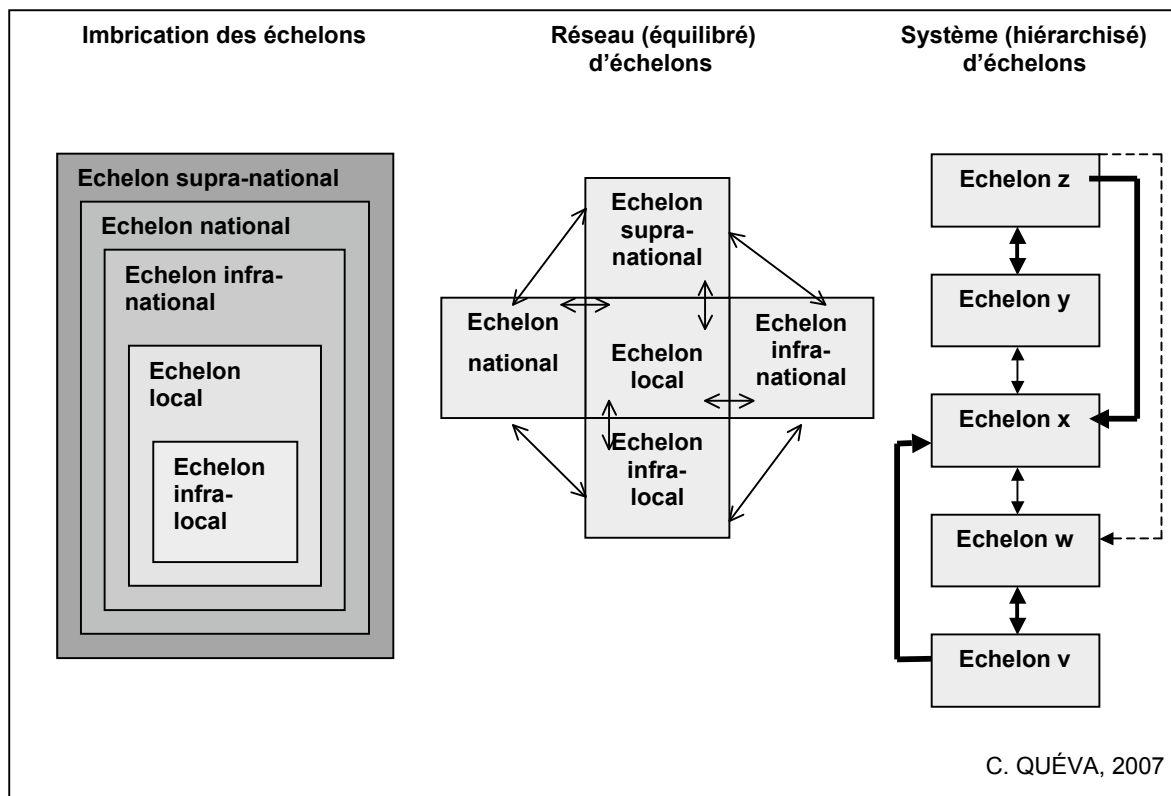 Imbrication des échelons
Réseau (équilibré)
d'échelons
Système (hiérarchisé)
d'échelons
Echelon supra-national
Echelon national
Echelon infra-
national
Echelon
local
Echelon
infra-
local
Echelon
supra-
national
Echelon
national
Echelon
local
Echelon
infra-
national
Echelon
infra-
local
Echelon z
Echelon y
Echelon x
Echelon w
Echelon v
C. QUÉVA, 2007